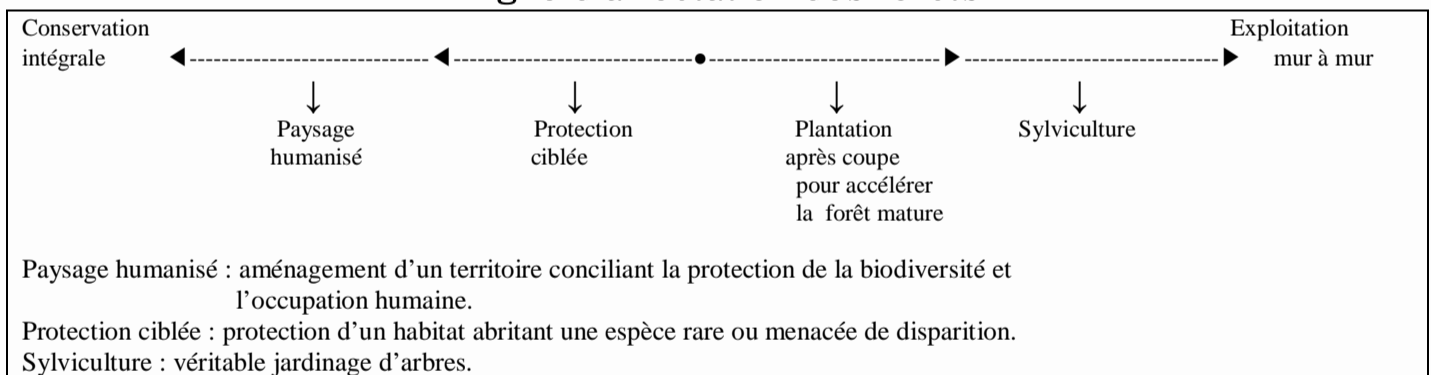 Conservation Exploitation
intégrale mur à mur
Paysage Protection Plantation Sylviculture
humanisé ciblée après coupe
pour accélérer
la forêt mature
Paysage humanisé : aménagement d’un territoire conciliant la protection de la biodiversité et
l’occupation humaine.
Protection ciblée : protection d’un habitat abritant une espèce rare ou menacée de disparition.
Sylviculture : véritable jardinage d’arbres.